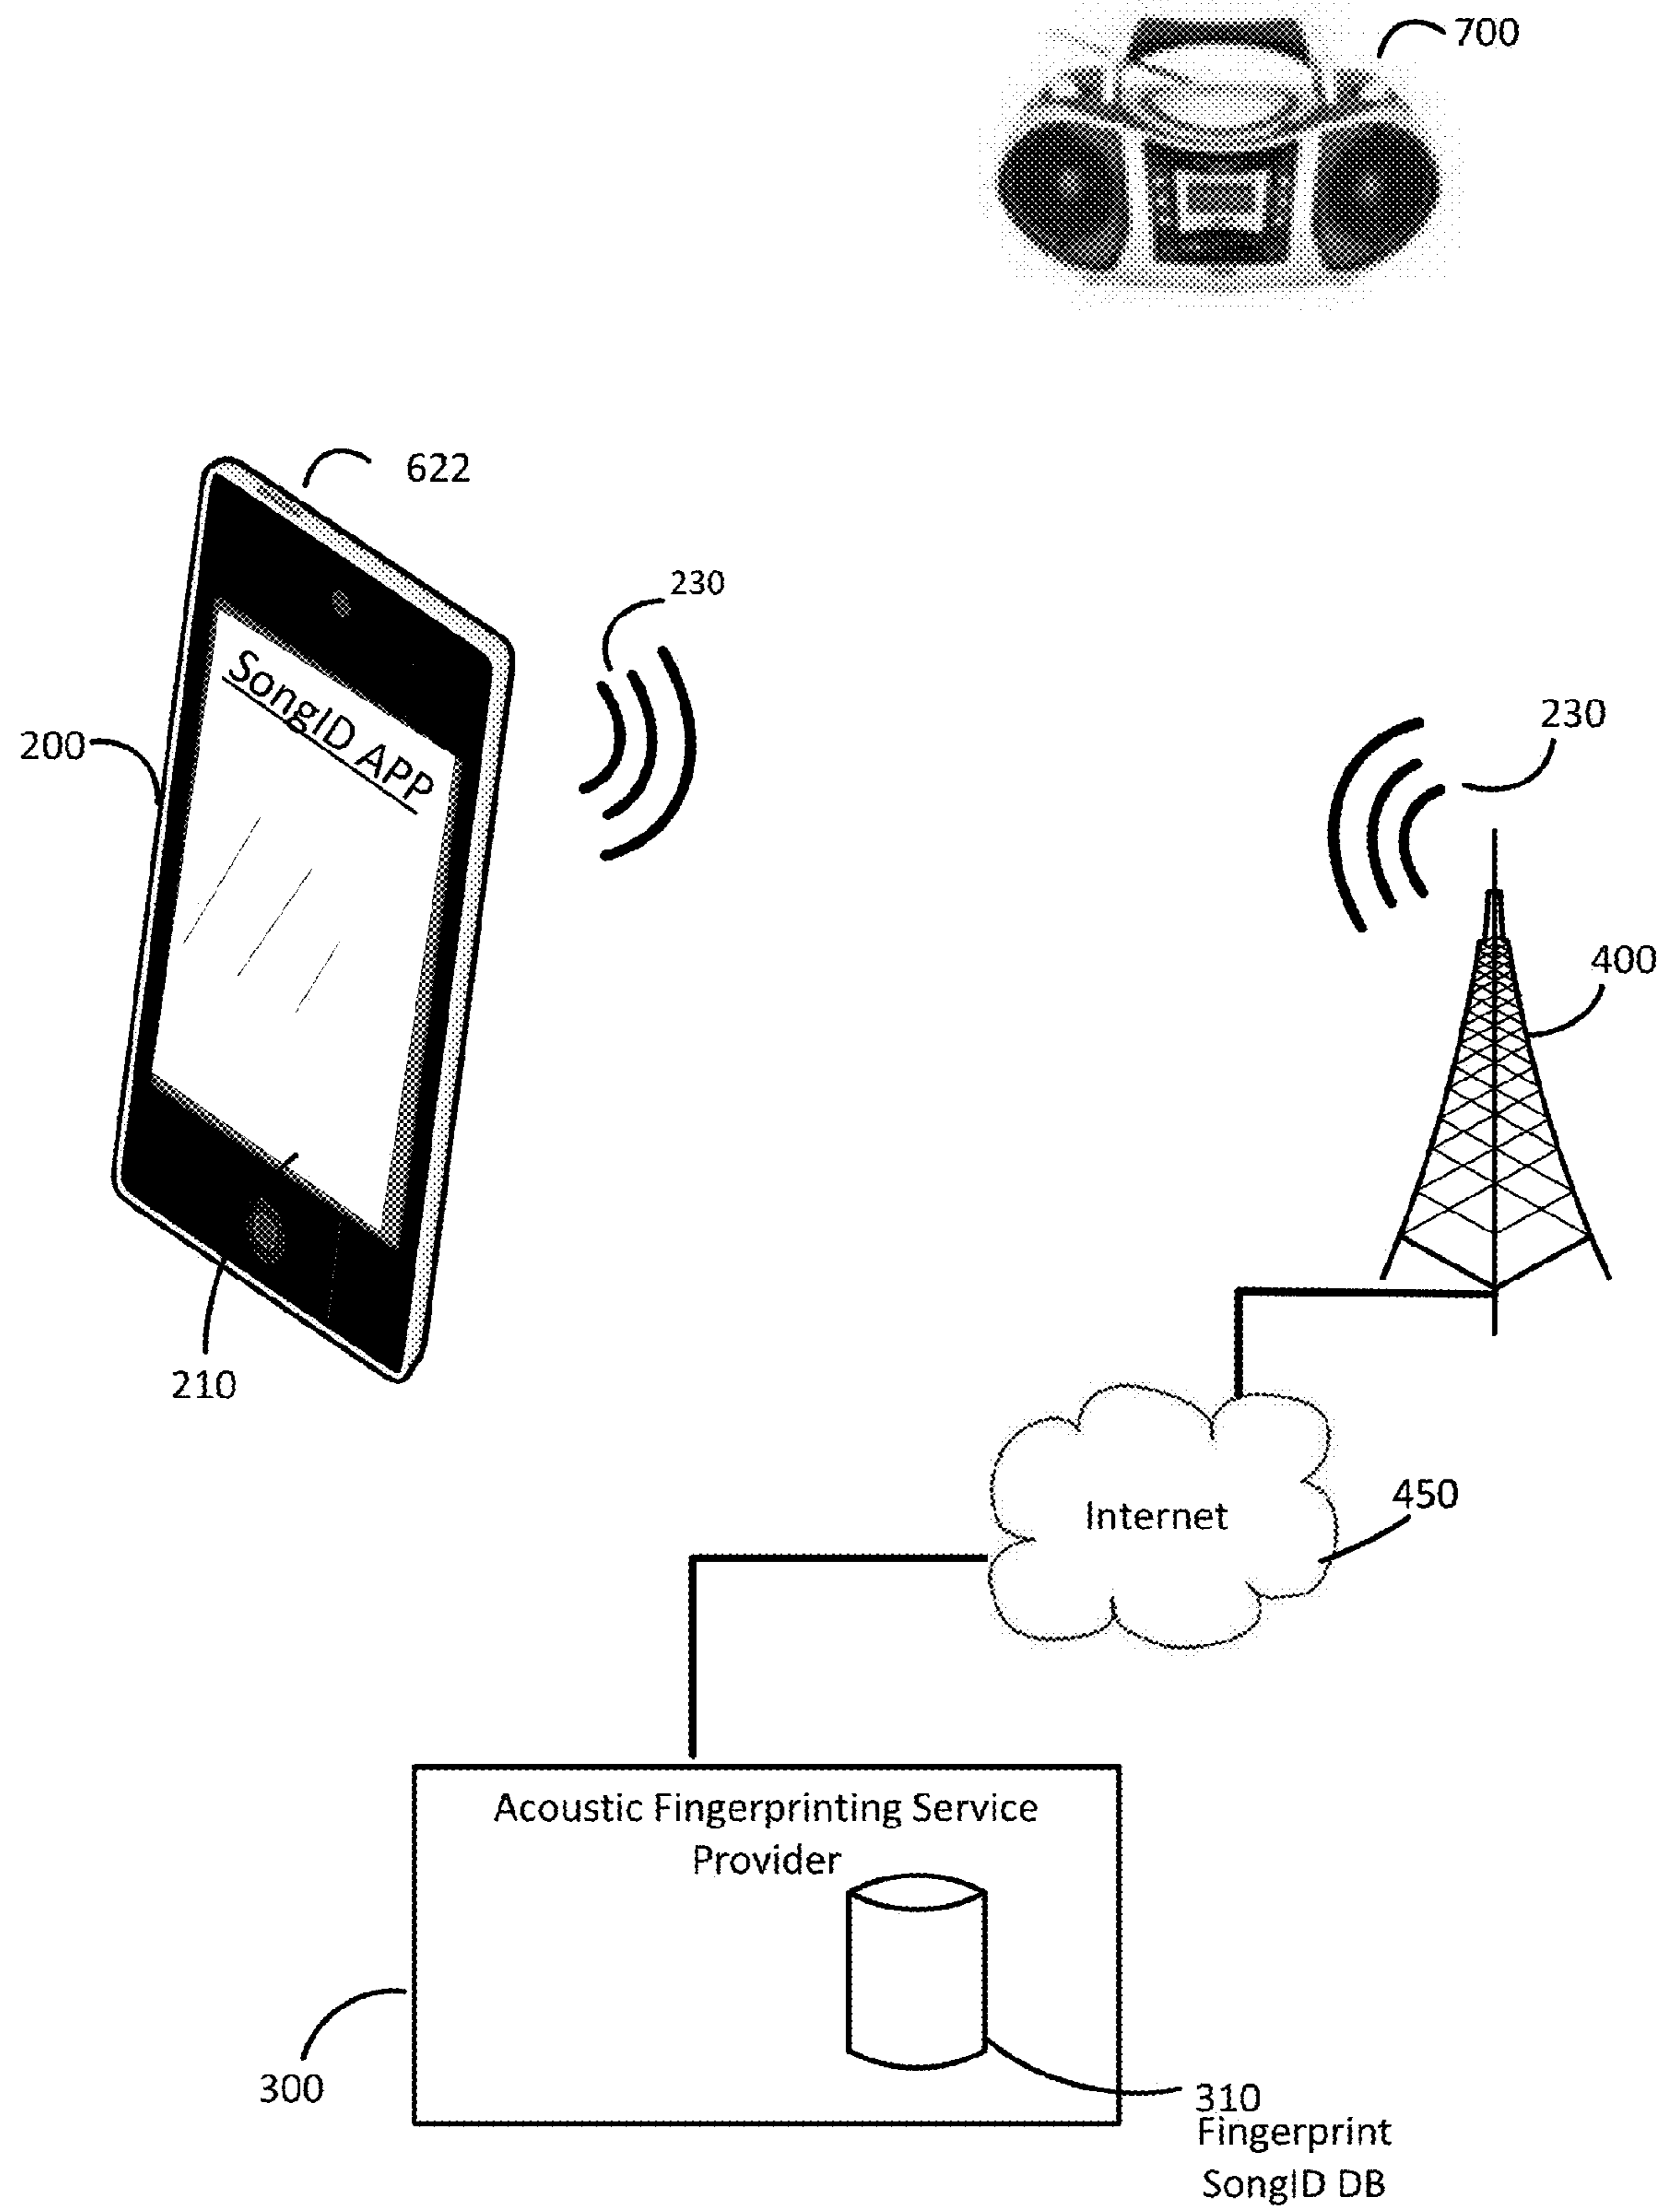 700
622
230
SongID APP
200
230
400
210
Internet
450
Acoustic Fingerprinting Service
Provider
300
310
Fingerprint
SongID DB